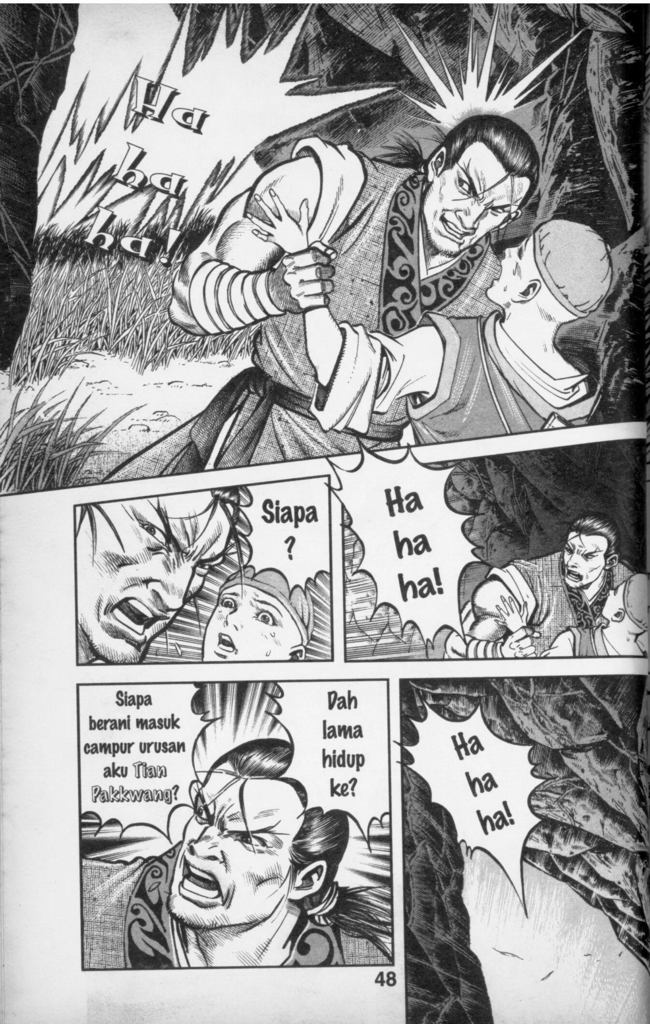 Ha
ha
ha!
Siapa
?
Ha
ha
ha!
Siapa
berani masuk
campur urusan
aku Tian
Pakkwang?
Dah
lama
hidup
ke?
Ha
ha
ha!
48